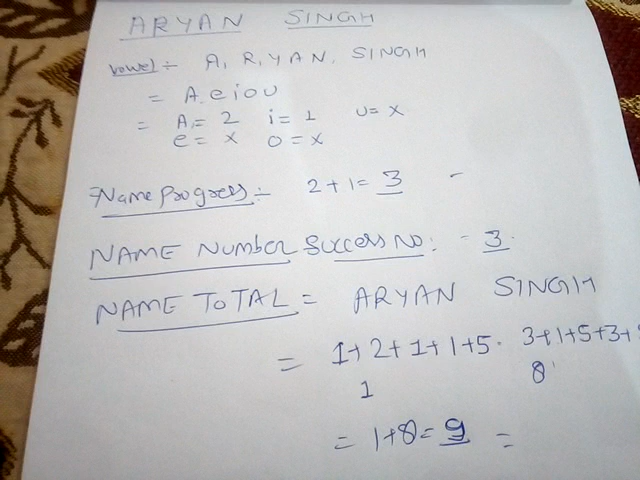 ARYAN SINGH
Vowel :- A, R, YAN, SINGH
= A. e i o u
= A = 2 i = 1 u = x
e = x o = x
Name Progress :- 2 + 1 = 3 -
NAME NUMBER Success No: - 3.
NAME TOTAL = ARYAN SINGH
= 1 + 2 + 1 + 1 + 5 . 3 + 1 + 5 + 3 +
1 8
= 1 + 8 = 9 =